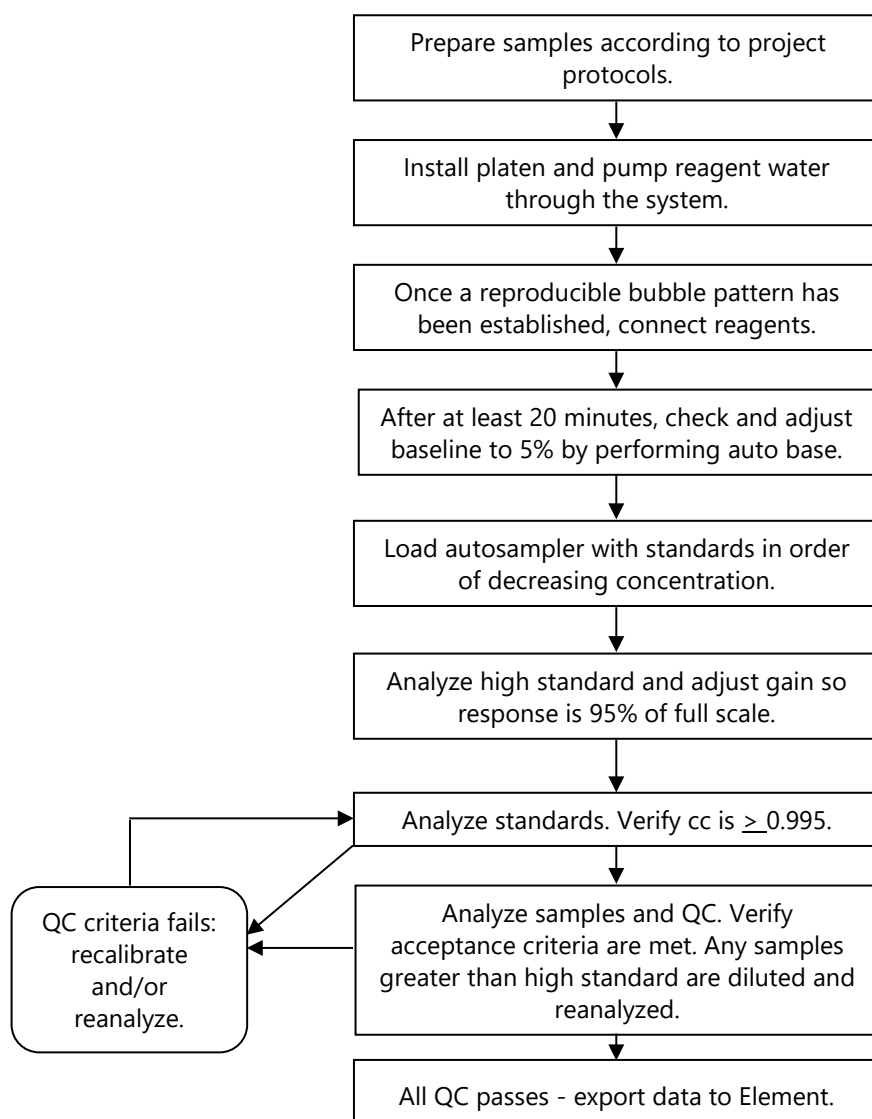 Prepare samples according to project
protocols.
Install platen and pump reagent water
through the system.
Once a reproducible bubble pattern has
been established, connect reagents.
After at least 20 minutes, check and adjust
baseline to 5% by performing auto base.
Load autosampler with standards in order
of decreasing concentration.
Analyze high standard and adjust gain so
response is 95% of full scale.
Analyze standards. Verify cc is > 0.995.
QC criteria fails:
recalibrate
and/or
reanalyze.
Analyze samples and QC. Verify
acceptance criteria are met. Any samples
greater than high standard are diluted and
reanalyzed.
All QC passes - export data to Element.